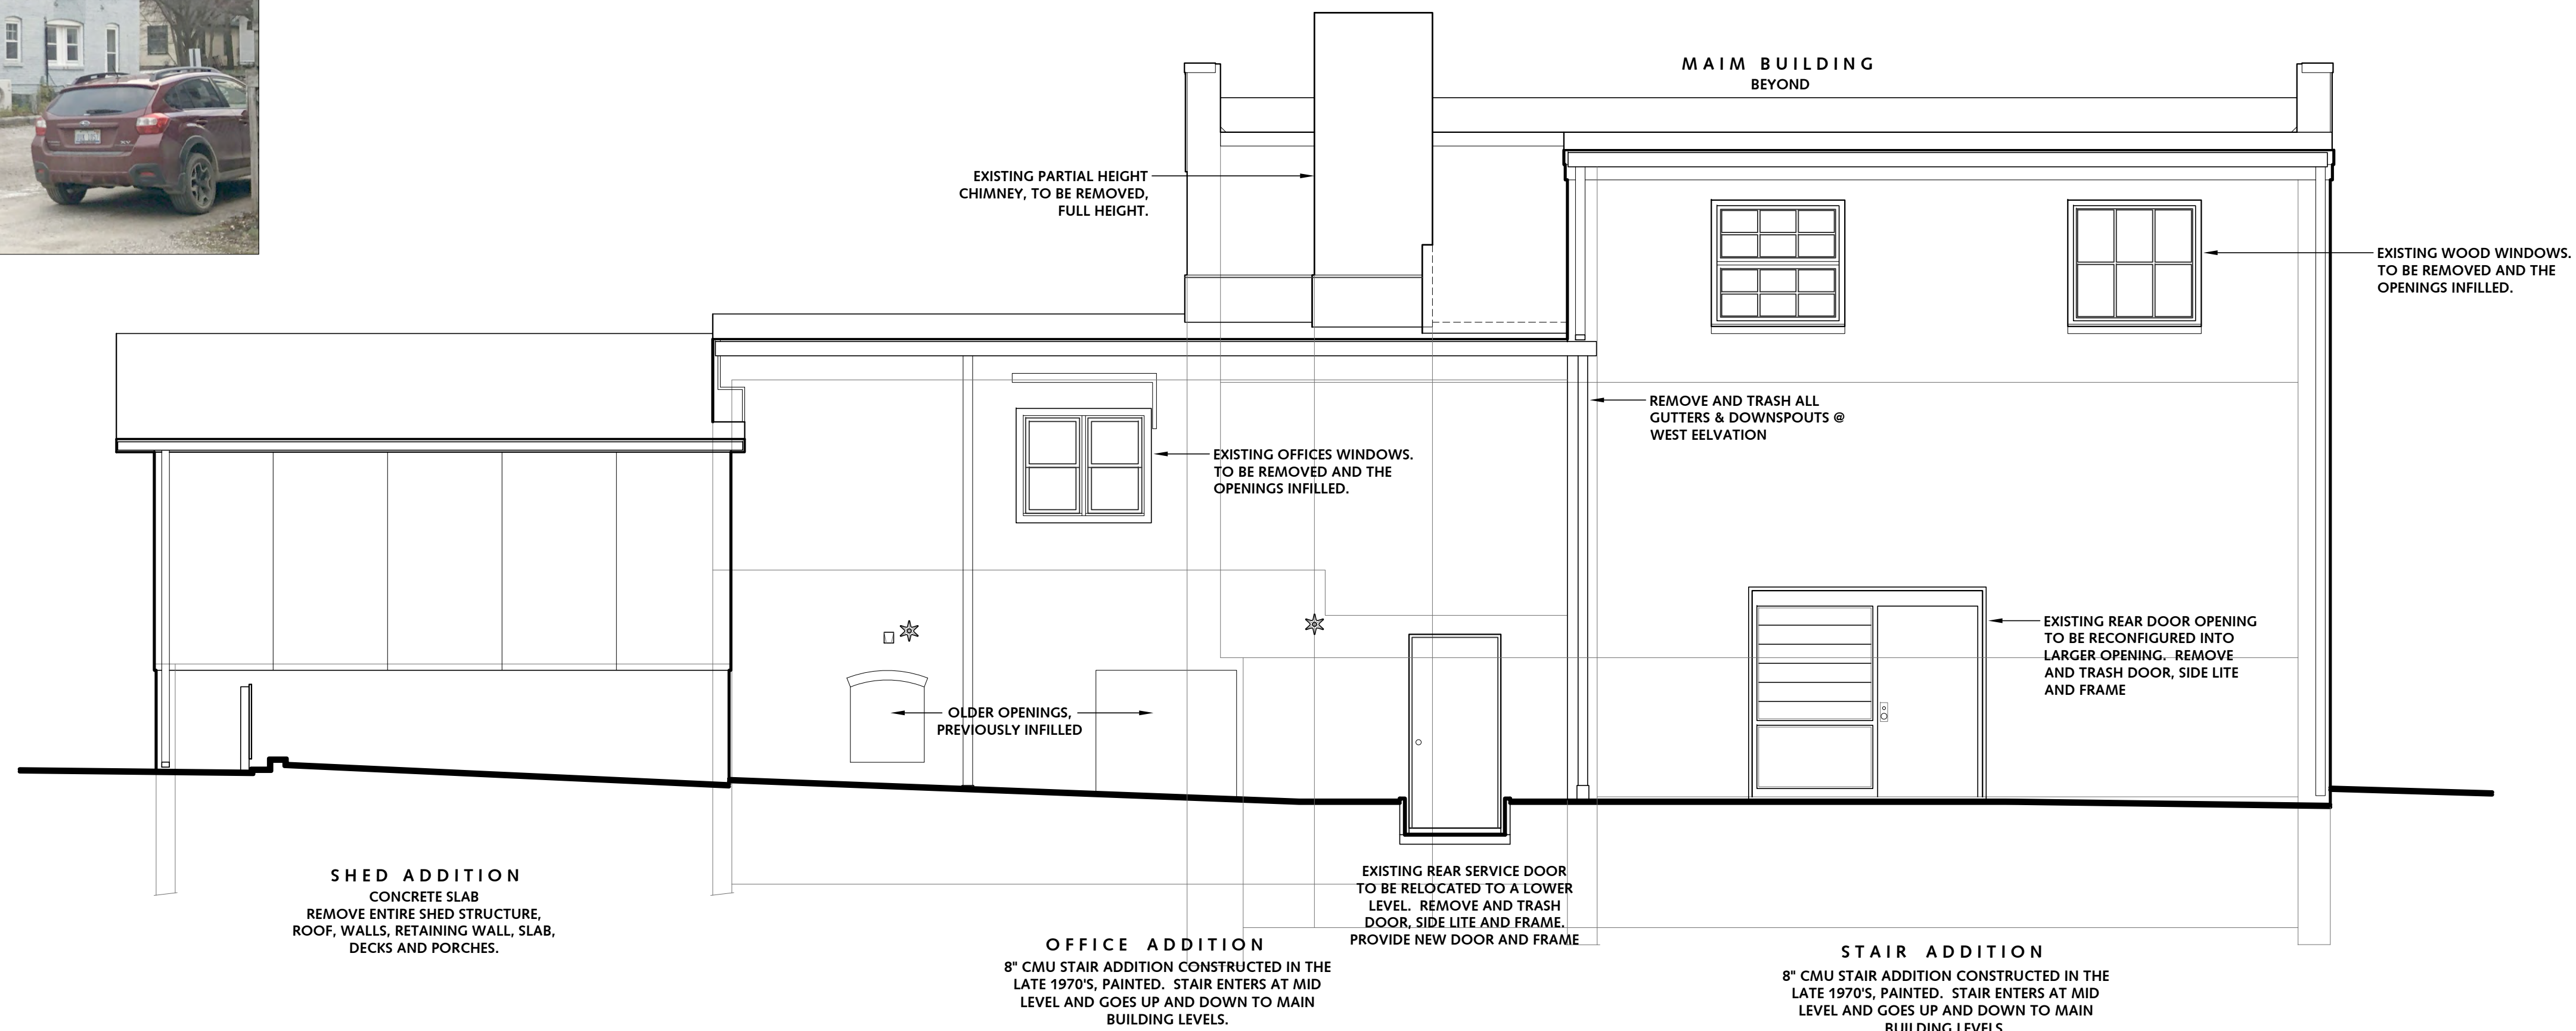 MAIM BUILDING
BEYOND
EXISTING PARTIAL HEIGHT
CHIMNEY, TO BE REMOVED,
FULL HEIGHT.
EXISTING WOOD WINDOWS.
TO BE REMOVED AND THE
OPENINGS INFILLED.
REMOVE AND TRASH ALL
GUTTERS & DOWNSPOUTS @
WEST EELVATION
EXISTING OFFICES WINDOWS.
TO BE REMOVED AND THE
OPENINGS INFILLED.
EXISTING REAR DOOR OPENING
TO BE RECONFIGURED INTO
LARGER OPENING. REMOVE
AND TRASH DOOR, SIDE LITE
AND FRAME
OLDER OPENINGS,
PREVIOUSLY INFILLED
SHED ADDITION
CONCRETE SLAB
REMOVE ENTIRE SHED STRUCTURE,
ROOF, WALLS, RETAINING WALL, SLAB,
DECKS AND PORCHES.
EXISTING REAR SERVICE DOOR
TO BE RELOCATED TO A LOWER
LEVEL. REMOVE AND TRASH
DOOR, SIDE LITE AND FRAME.
PROVIDE NEW DOOR AND FRAME
OFFICE ADDITION
8" CMU STAIR ADDITION CONSTRUCTED IN THE
LATE 1970'S, PAINTED. STAIR ENTERS AT MID
LEVEL AND GOES UP AND DOWN TO MAIN
BUILDING LEVELS.
STAIR ADDITION
8" CMU STAIR ADDITION CONSTRUCTED IN THE
LATE 1970'S, PAINTED. STAIR ENTERS AT MID
LEVEL AND GOES UP AND DOWN TO MAIN
BUILDING LEVELS